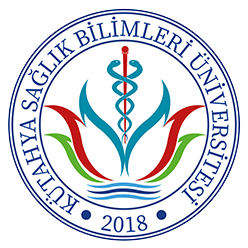 KÜTAHYA SAĞLIK BİLİMLERİ ÜNİVERSİTESİ
2018